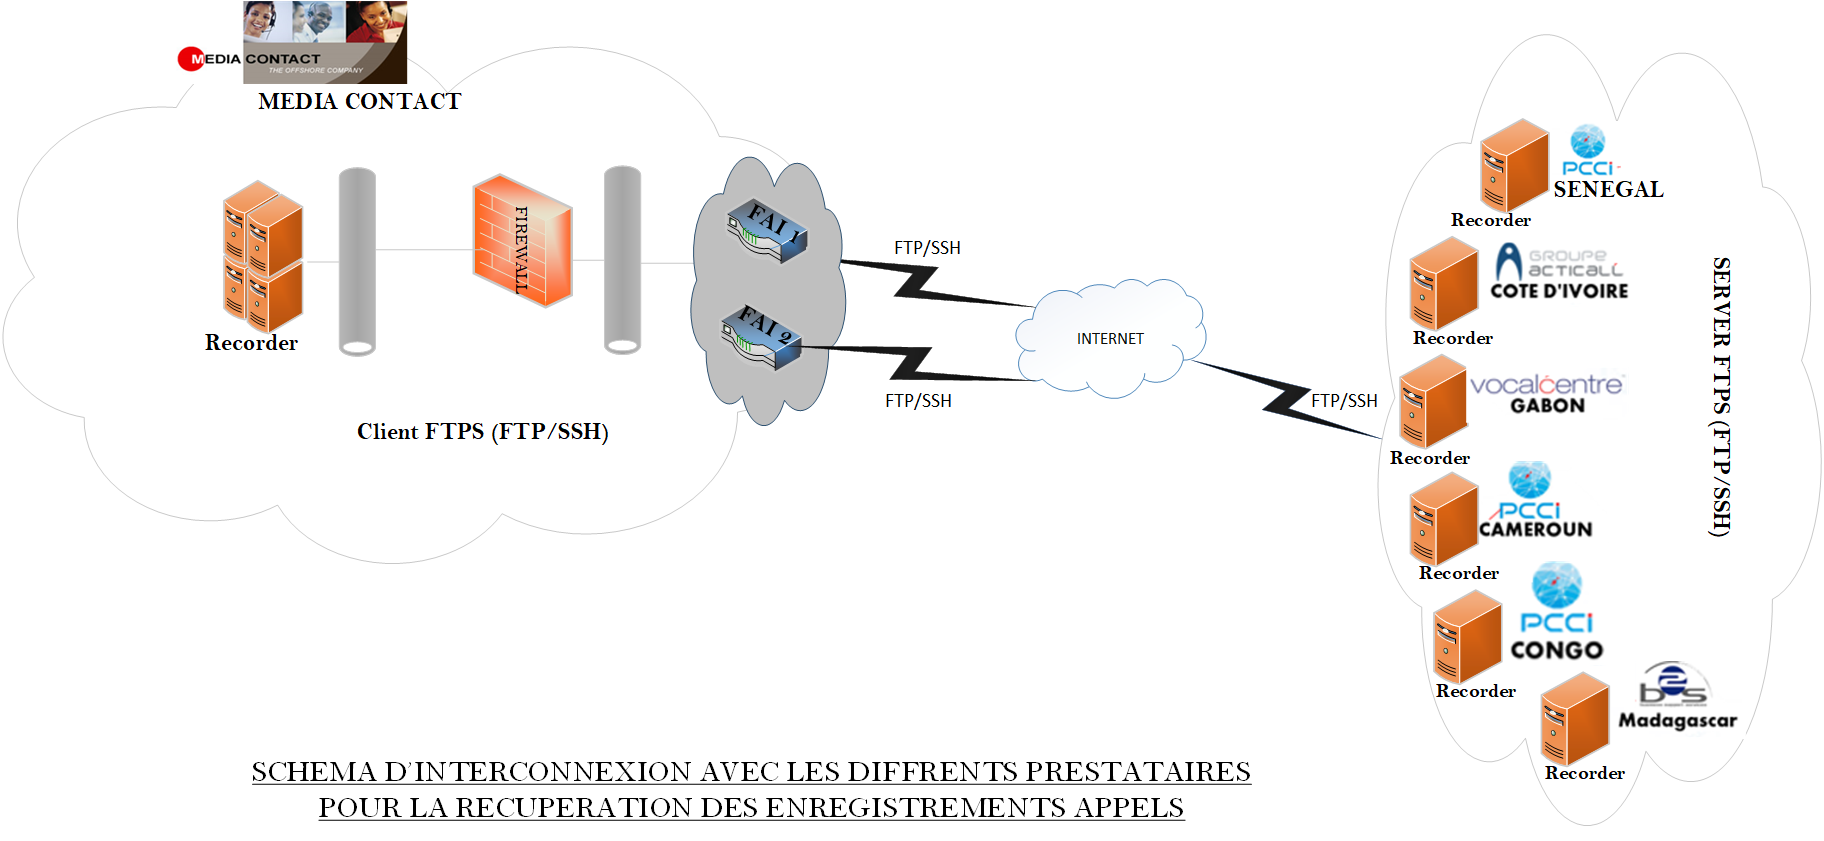 MEDIA CONTACT
THE OFFSHORE COMPANY
MEDIA CONTACT
Recorder
FIREWALL
Client FTPS (FTP/SSH)
FAI 1
FAI 2
FTP/SSH
FTP/SSH
INTERNET
FTP/SSH
PCCi
SENEGAL
Recorder
GROUPE
ACTICALL
COTE D'IVOIRE
Recorder
vocalcentre
GABON
Recorder
PCCi
CAMEROUN
Recorder
PCCi
CONGO
Recorder
b2s
Madagascar
Recorder
SERVER FTPS (FTP/SSH)
SCHEMA D’INTERCONNEXION AVEC LES DIFFRENTS PRESTATAIRES
POUR LA RECUPERATION DES ENREGISTREMENTS APPELS